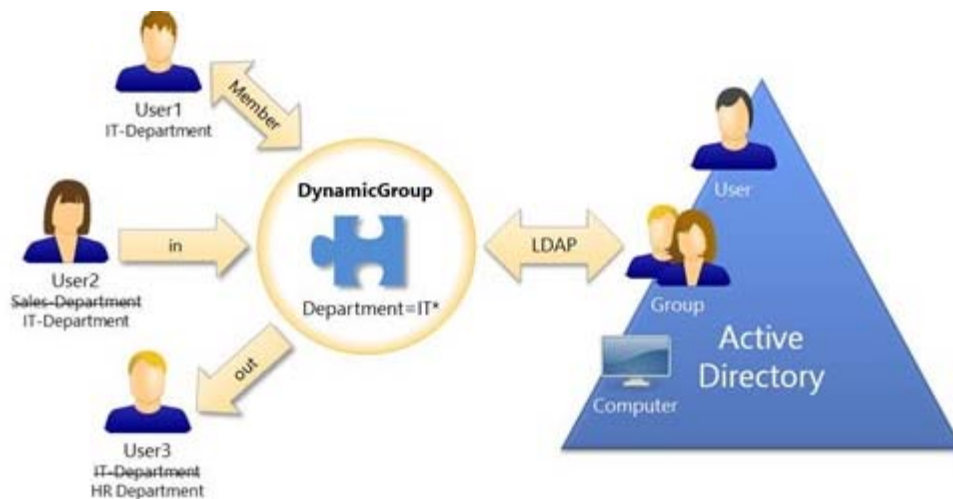 User1
IT-Department
Member
User2
Sales-Department
IT-Department
in
DynamicGroup
Department=IT*
out
User3
IT-Department
HR Department
LDAP
User
Group
Computer
Active
Directory